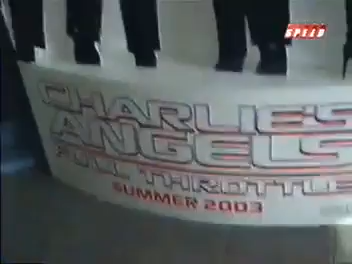 SPEED
CHARLIE'S
ANGELS
FULL THROTTLE
SUMMER 2003